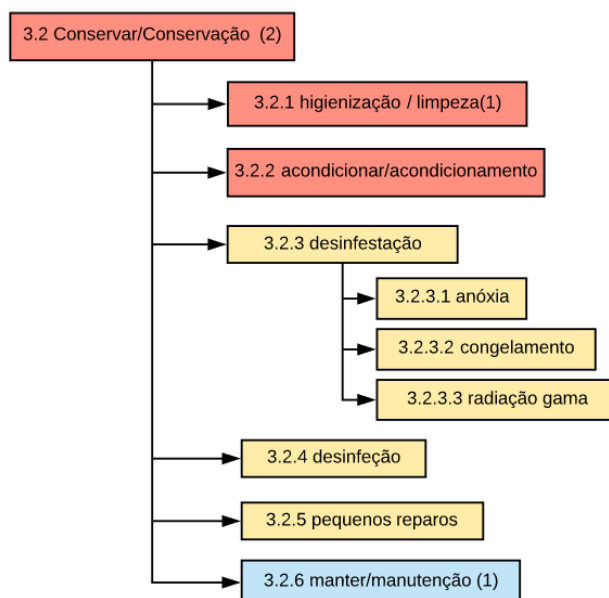 3.2 Conservar/Conservação (2)
3.2.1 higienização / limpeza(1)
3.2.2 acondicionar/acondicionamento
3.2.3 desinfestação
3.2.3.1 anóxia
3.2.3.2 congelamento
3.2.3.3 radiação gama
3.2.4 desinfeção
3.2.5 pequenos reparos
3.2.6 manter/manutenção (1)